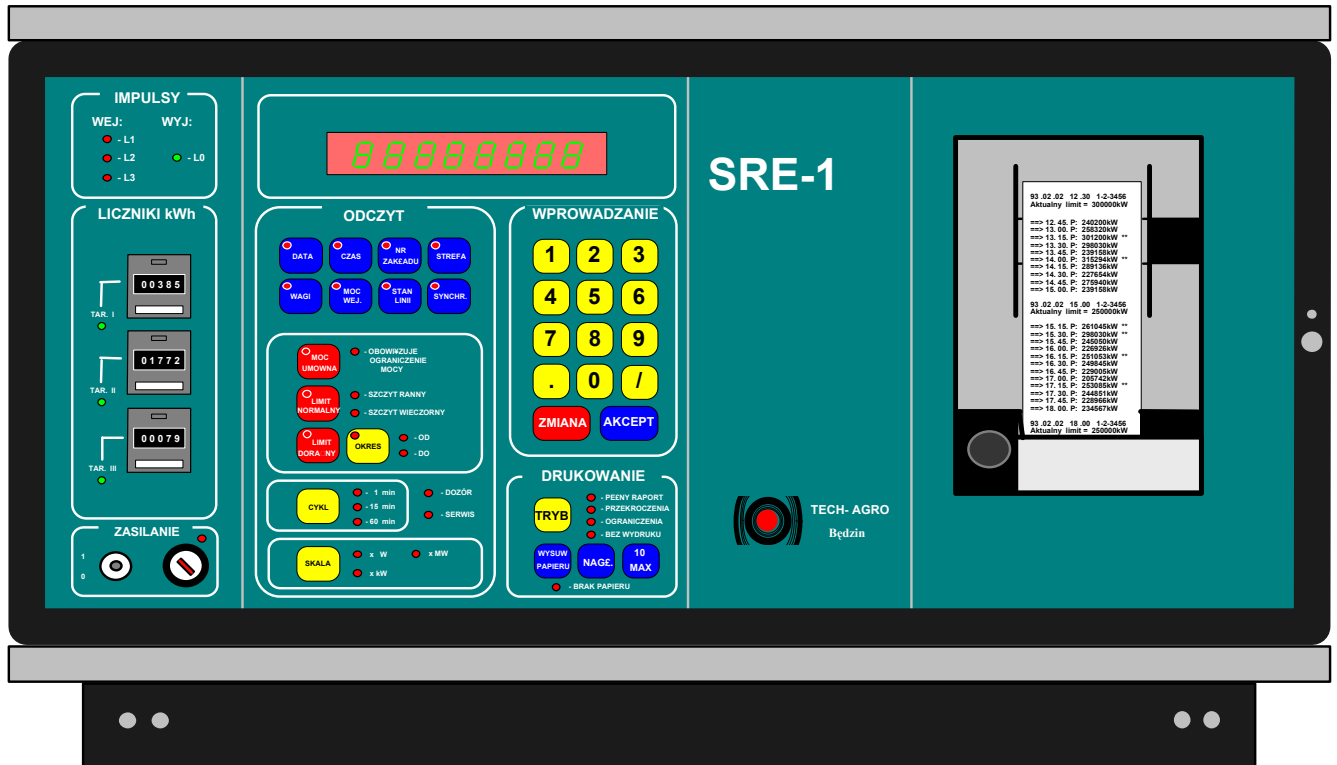 IMPULSY
WEJ: WYJ:
- L1
- L2 - L0
- L3
LICZNIKI kWh
00385
TAR. I
01772
TAR. II
00079
TAR. III
ZASILANIE
1
0
88888888
ODCZYT
DATA CZAS NR ZAK£ADU STREFA
WAGI MOC WEJ. STAN LINII SYNCHR.
MOC UMOWNA
- OBOWI¥ZUJE
OGRANICZENIE
MOCY
LIMIT NORMALNY
- SZCZYT RANNY
- SZCZYT WIECZORNY
LIMIT DORA□NY OKRES
- OD
- DO
CYKL
- 1 min
- 15 min
- 60 min
- DOZÓR
- SERWIS
SKALA
x W x MW
x kW
WPROWADZANIE
1 2 3
4 5 6
7 8 9
. 0 /
ZMIANA AKCEPT
DRUKOWANIE
TRYB
- PEŁNY RAPORT
- PRZEKROCZENIA
- OGRANICZENIA
- BEZ WYDRUKU
WYSUW PAPIERU NAG£. 10 MAX
- BRAK PAPIERU
SRE-1
TECH- AGRO
Będzin
93 .02 .02 12 .30 1-2-3456
Aktualny limit = 300000kW
==> 12. 45. P: 240200kW
==> 13. 00. P: 258320kW
==> 13. 15. P: 301200kW **
==> 13. 30. P: 298030kW
==> 13. 45. P: 239158kW
==> 14. 00. P: 315294kW **
==> 14. 15. P: 289136kW
==> 14. 30. P: 227654kW
==> 14. 45. P: 275940kW
==> 15. 00. P: 239158kW
93 .02 .02 15 .00 1-2-3456
Aktualny limit = 250000kW
==> 15. 15. P: 261045kW **
==> 15. 30. P: 298030kW **
==> 15. 45. P: 245050kW
==> 16. 00. P: 226926kW
==> 16. 15. P: 251053kW **
==> 16. 30. P: 249845kW
==> 16. 45. P: 229005kW
==> 17. 00. P: 205742kW
==> 17. 15. P: 253085kW **
==> 17. 30. P: 244851kW
==> 17. 45. P: 228966kW
==> 18. 00. P: 234567kW
93 .02 .02 18 .00 1-2-3456
Aktualny limit = 250000kW